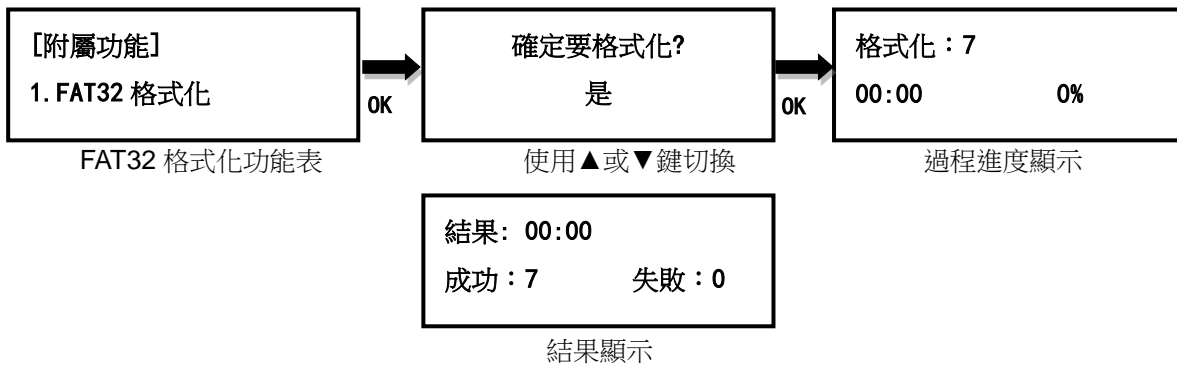 [附屬功能]
1.FAT32 格式化
OK
確定要格式化?
是
OK
格式化：7
00:00 0%
FAT32 格式化功能表
使用▲或▼鍵切換
過程進度顯示
結果: 00:00
成功：7 失敗：0
結果顯示